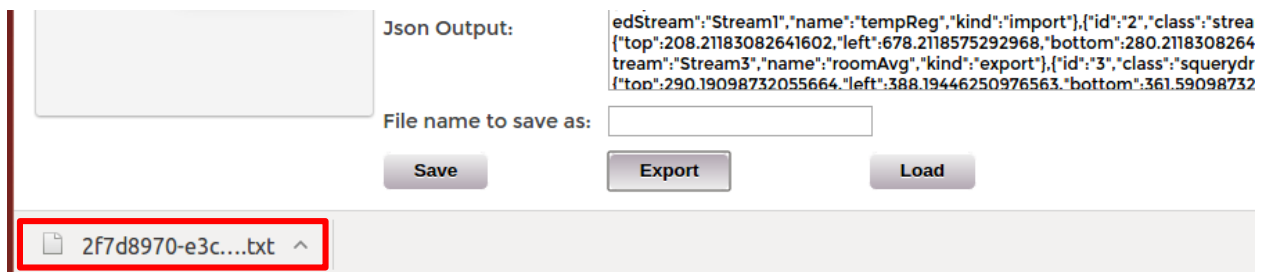 edStream":"Stream1","name":"tempReg","kind":"import"},{"id":"2","class":"strea
Json Output:
{"top":208.21183082641602,"left":678.2118575292968,"bottom":280.2118308264
tream":"Stream3","name":"roomAvg","kind":"export"},{"id":"3","class":"squerydr
{"top":290.19098732055664,"left":388.19446250976563,"bottom":361.59098732
File name to save as:
Save Export Load
2f7d8970-e3c....txt